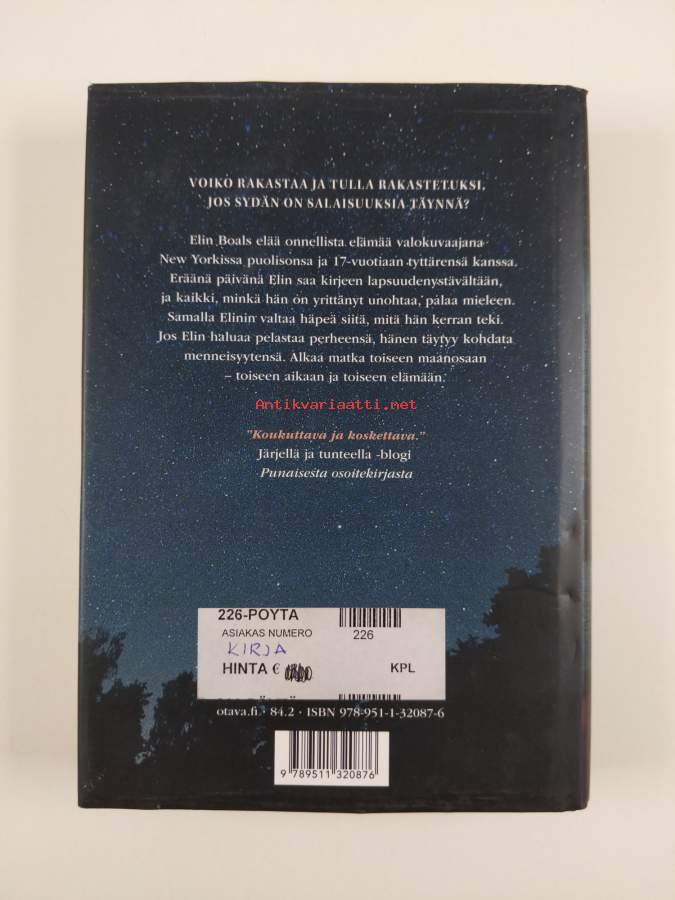 VOIKO RAKASTAA JA TULLA RAKASTETUKSI,
JOS SYDÄN ON SALAISUUKSIA TÄYNNÄ?
Elin Boals elää onnellista elämää valokuvaajana
New Yorkissa puolisonsa ja 17-vuotiaan tyttärensä kanssa.
Eräänä päivänä Elin saa kirjeen lapsuudenystävältään,
ja kaikki, minkä hän on yrittänyt unohtaa, palaa mieleen.
Samalla Elinin valtaa häpeä siitä, mitä hän kerran teki.
Jos Elin haluaa pelastaa perheensä, hänen täytyy kohdata
menneisyytensä. Alkaa matka toiseen maanosaan
– toiseen aikaan ja toiseen elämään.
Antikvariaatti.net
"Koukuttava ja koskettava."
Järjellä ja tunteella -blogi
Punaisesta osoitekirjasta
226-POYTA
ASIAKAS NUMERO 226
KIRJA
HINTA € KPL
otava.fi · 84.2 · ISBN 978-951-1-32087-6
9 789511 320876